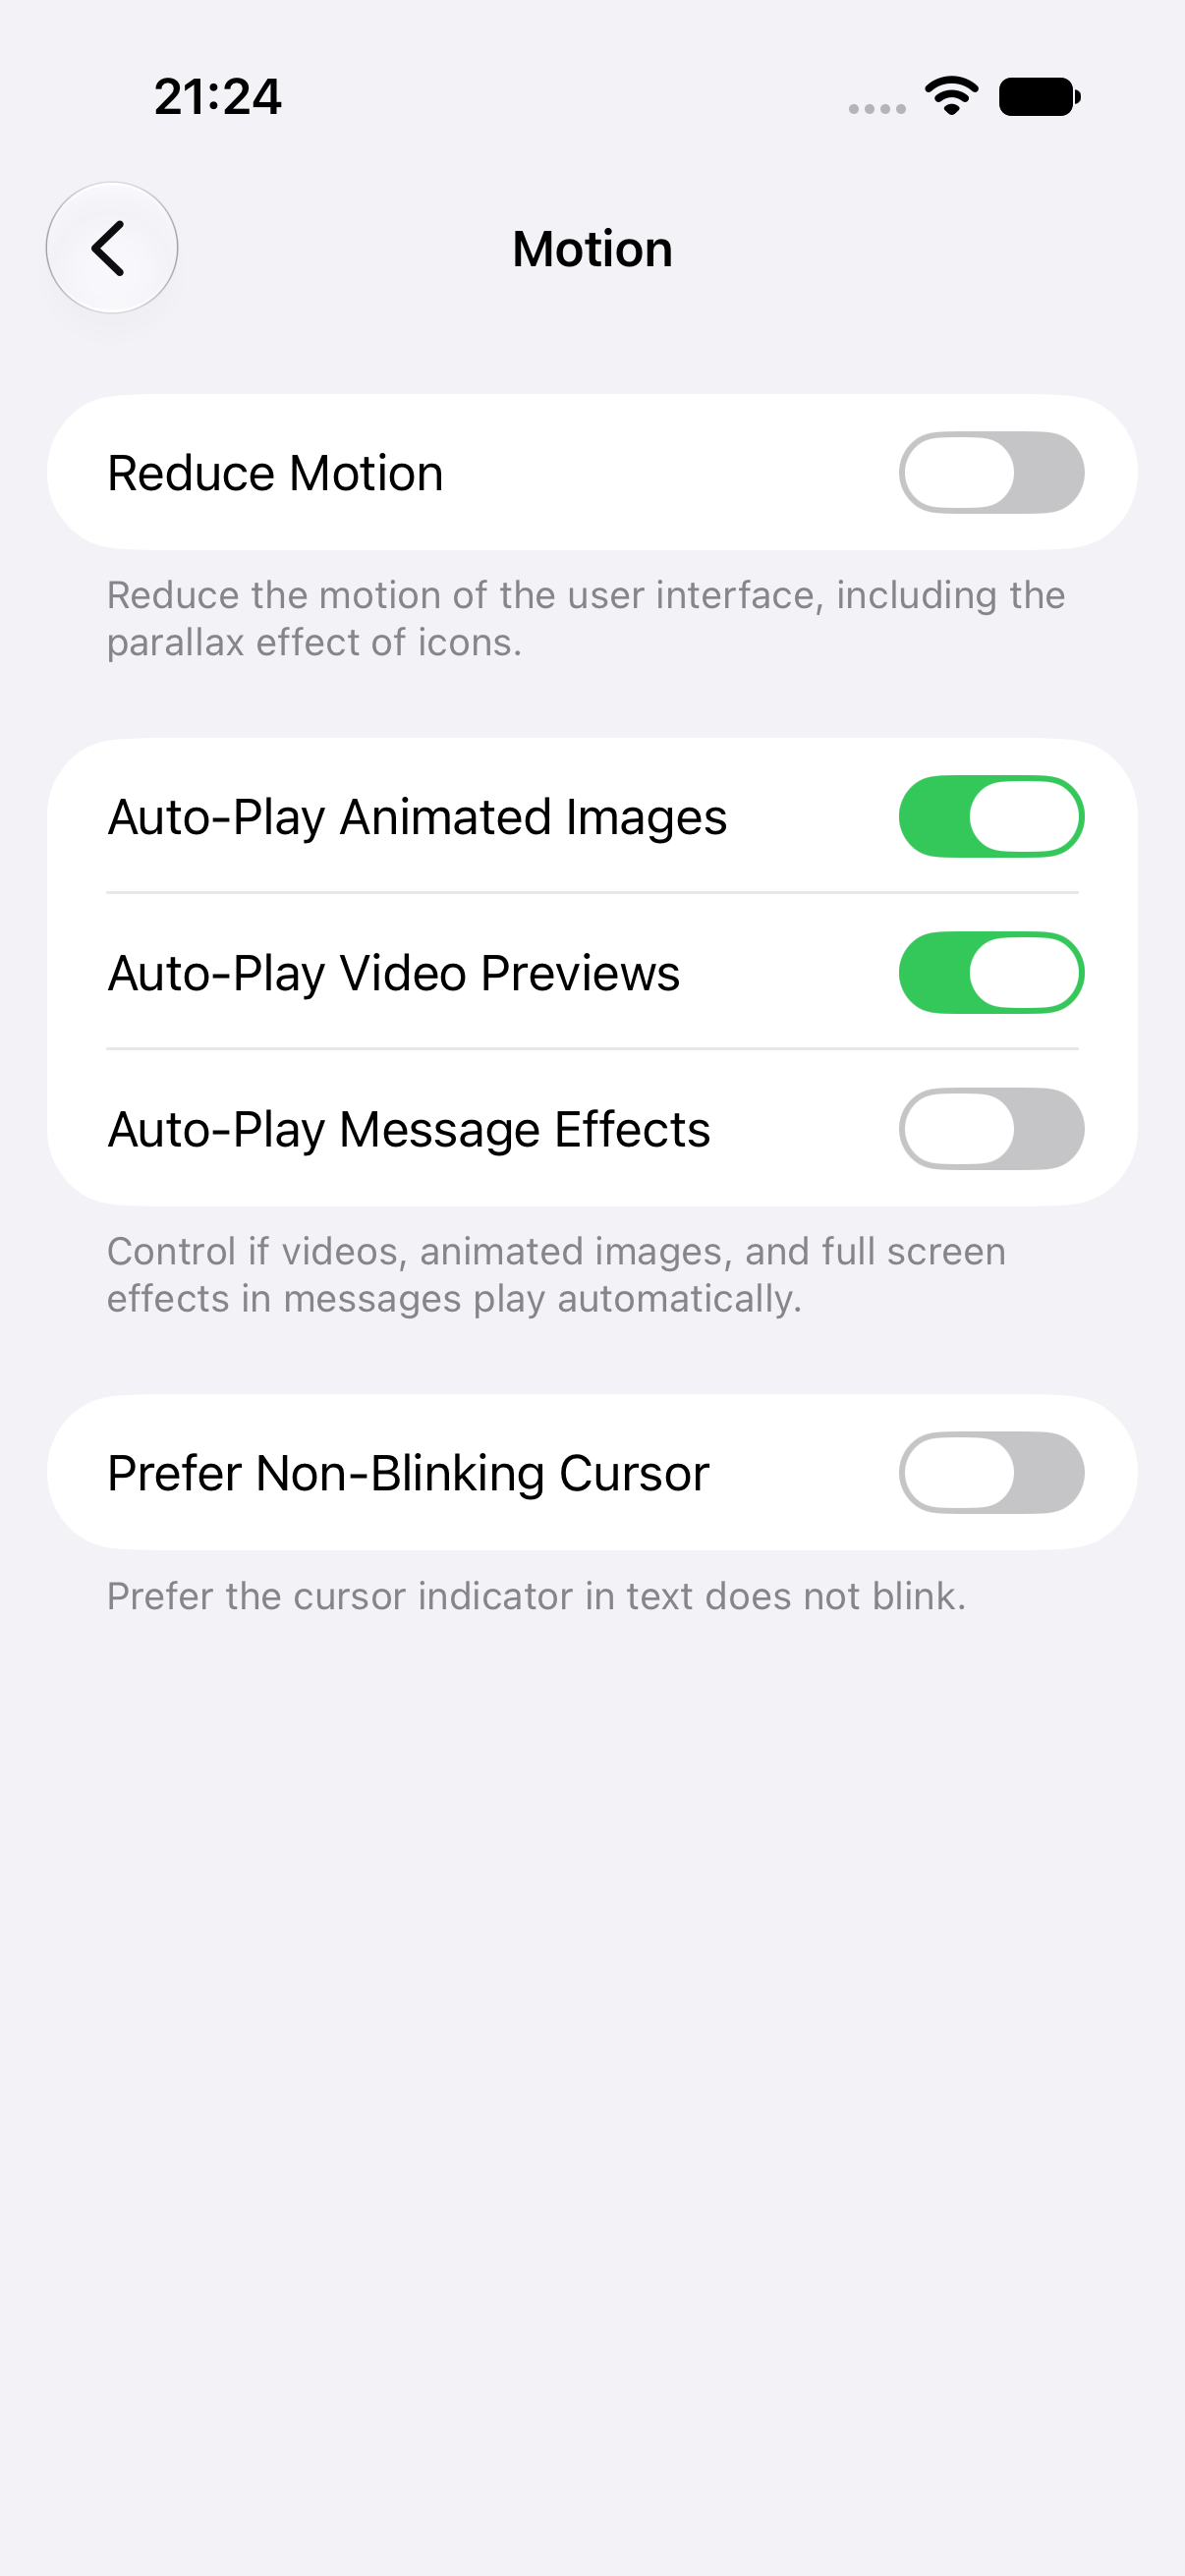 21:24
Motion
Reduce Motion
Reduce the motion of the user interface, including the
parallax effect of icons.
Auto-Play Animated Images
Auto-Play Video Previews
Auto-Play Message Effects
Control if videos, animated images, and full screen
effects in messages play automatically.
Prefer Non-Blinking Cursor
Prefer the cursor indicator in text does not blink.